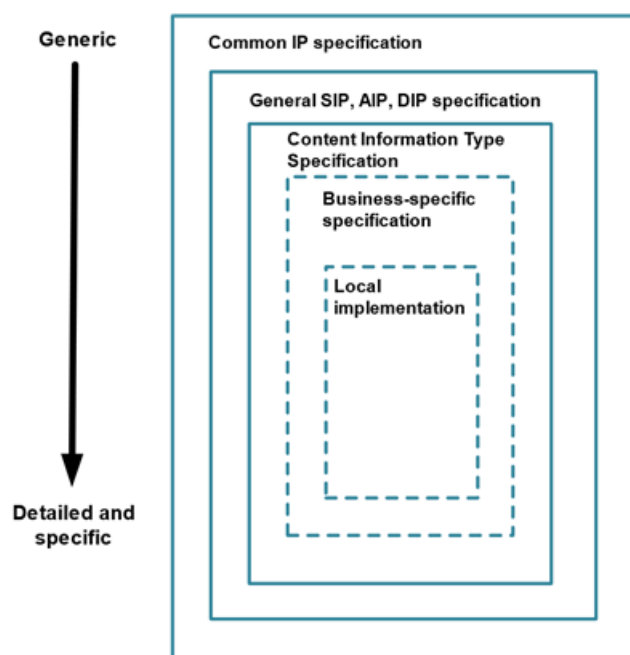 Generic
Common IP specification
General SIP, AIP, DIP specification
Content Information Type
Specification
Business-specific
specification
Local
implementation
Detailed and
specific